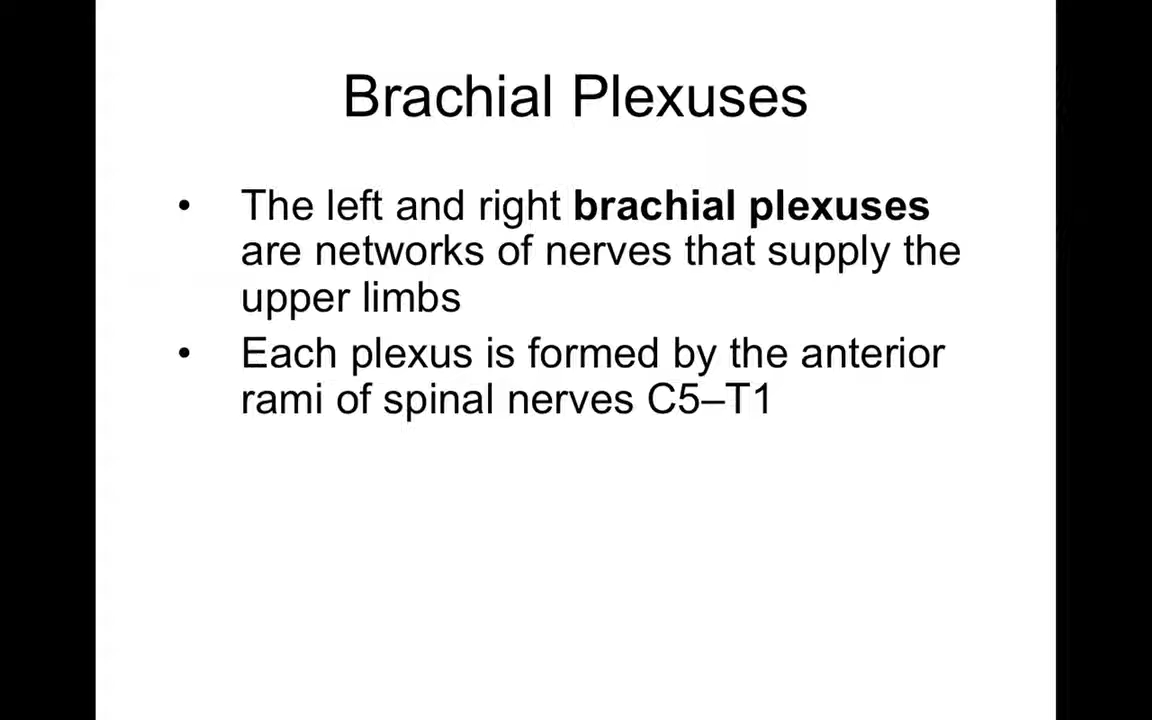 Brachial Plexuses
• The left and right brachial plexuses
are networks of nerves that supply the
upper limbs
• Each plexus is formed by the anterior
rami of spinal nerves C5–T1